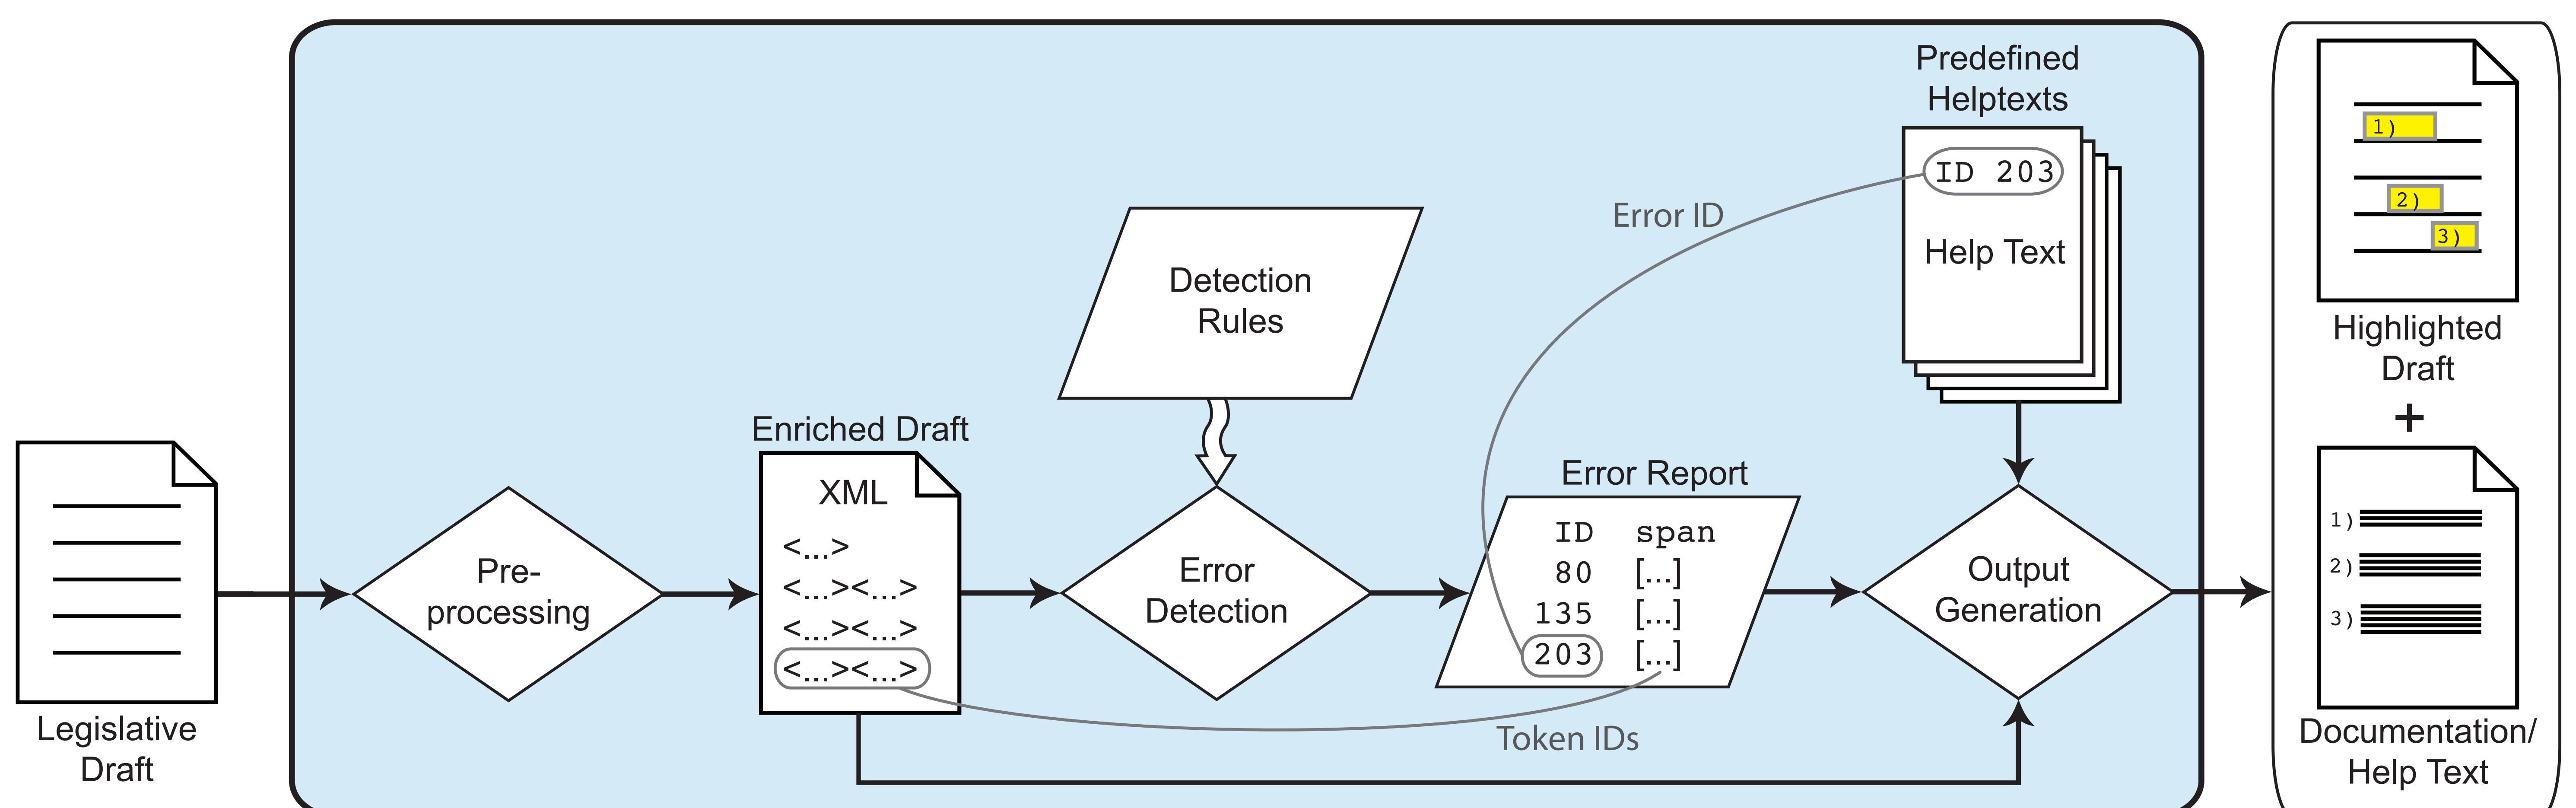 Legislative
Draft
Pre-
processing
Enriched Draft
XML
<...>
<...><...>
<...><...>
<...><...>
Detection
Rules
Error
Detection
Error Report
ID span
80 [...]
135 [...]
203 [...]
Error ID
Token IDs
Predefined
Helptexts
ID 203
Help Text
Output
Generation
1)
2)
3)
Highlighted
Draft
+
1)
2)
3)
Documentation/
Help Text